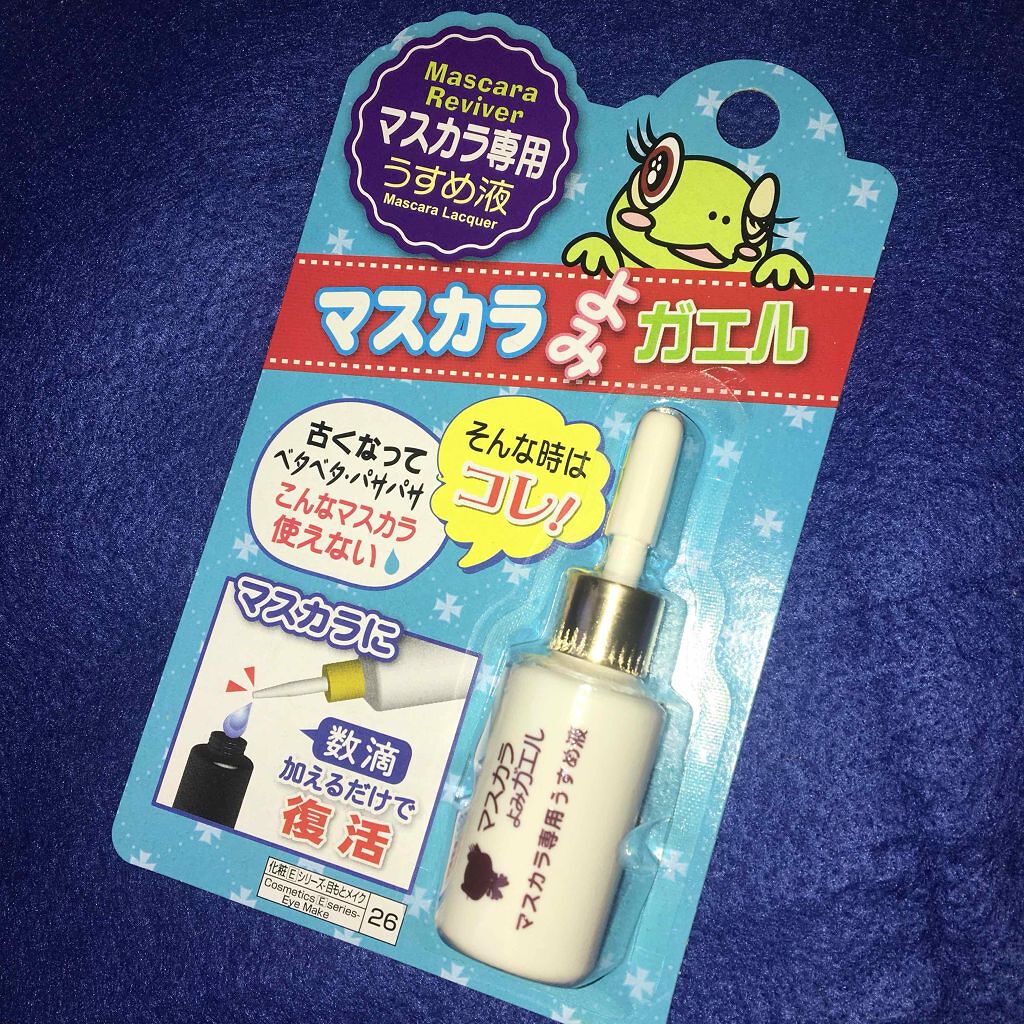 Mascara
Reviver
マスカラ専用
うすめ液
Mascara Lacquer
マスカラよみガエル
古くなって
ベタベタ・パサパサ
こんなマスカラ
使えない
そんな時は
コレ!
マスカラに
数滴
加えるだけで
復活
マスカラ
よみガエル
マスカラ専用うすめ液
化粧Eシリーズ・目もとメイク
Cosmetics E series-
Eye Make
26